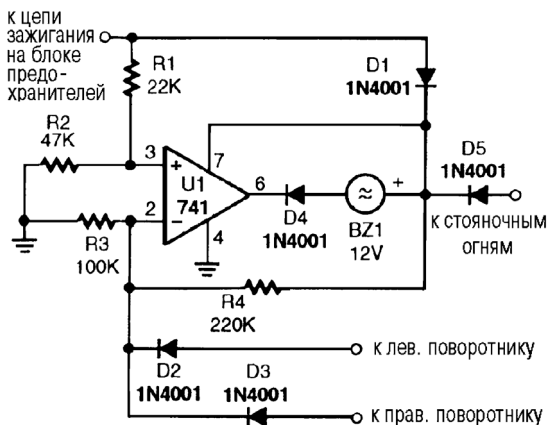 к цепи
зажигания
на блоке
предо-
хранителей
R1
22K
D1
1N4001
R2
47K
3
+
7
U1
741
6
2
−
4
D4
1N4001
≈
+
BZ1
12V
D5
1N4001
к стояночным
огням
R3
100K
R4
220K
D2
1N4001
к лев. поворотнику
D3
1N4001
к прав. поворотнику